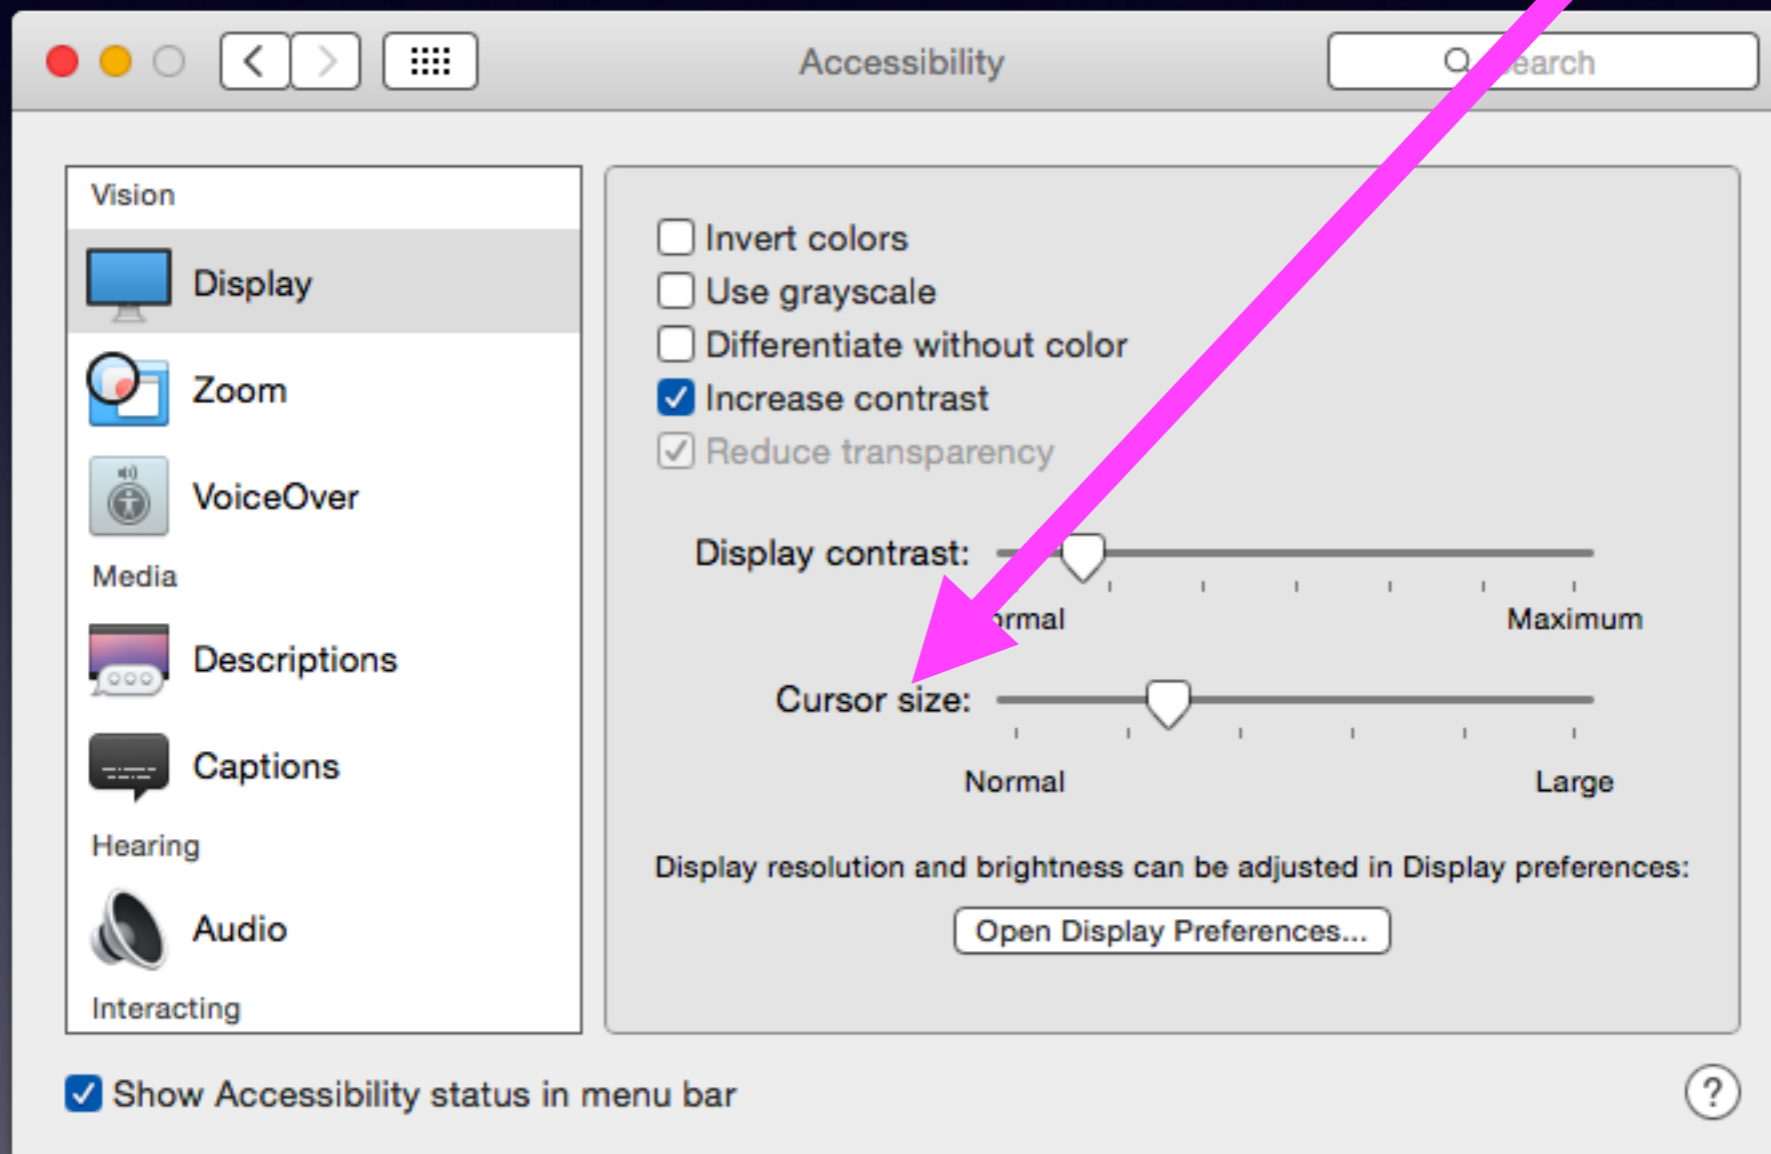 Accessibility
Vision
Display
Zoom
VoiceOver
Media
Descriptions
Captions
Hearing
Audio
Interacting
Invert colors
Use grayscale
Differentiate without color
Increase contrast
Reduce transparency
Display contrast:
Maximum
Cursor size:
Normal Large
Display resolution and brightness can be adjusted in Display preferences:
Open Display Preferences...
Show Accessibility status in menu bar
?